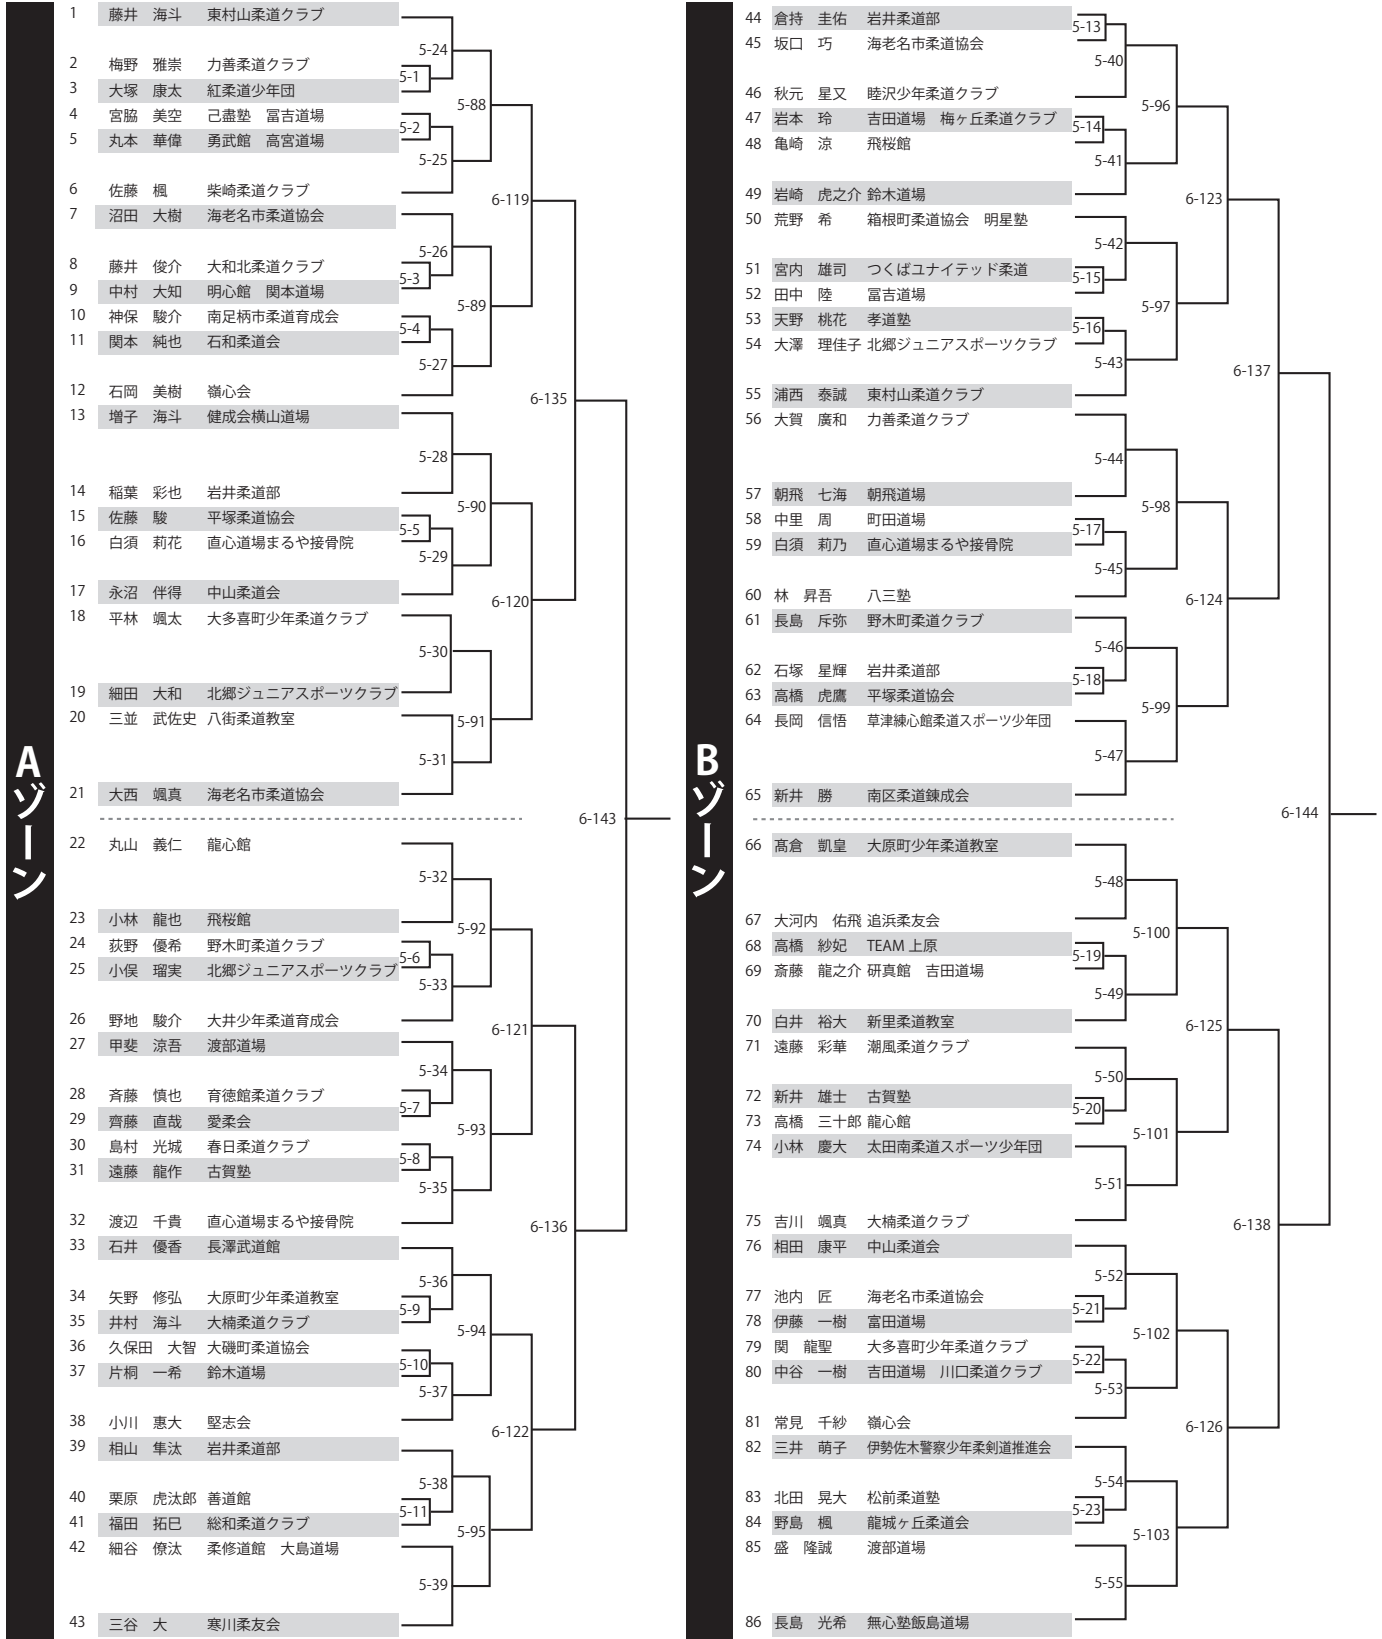 Aゾーン
1 藤井 海斗 東村山柔道クラブ
5-24
2 梅野 雅崇 力善柔道クラブ
5-1
3 大塚 康太 紅柔道少年団
5-88
4 宮脇 美空 己盡塾 冨吉道場
5-2
5 丸本 華偉 勇武館 高宮道場
5-25
6 佐藤 楓 柴崎柔道クラブ
6-119
7 沼田 大樹 海老名市柔道協会
5-26
8 藤井 俊介 大和北柔道クラブ
5-3
9 中村 大知 明心館 関本道場
5-89
10 神保 駿介 南足柄市柔道育成会
5-4
11 関本 純也 石和柔道会
5-27
12 石岡 美樹 嶺心会
6-135
13 増子 海斗 健成会横山道場
5-28
14 稲葉 彩也 岩井柔道部
5-90
15 佐藤 駿 平塚柔道協会
5-5
16 白須 莉花 直心道場まるや接骨院
5-29
17 永沼 伴得 中山柔道会
6-120
18 平林 颯太 大多喜町少年柔道クラブ
5-30
19 細田 大和 北郷ジュニアスポーツクラブ
20 三並 武佐史 八街柔道教室
5-91
5-31
21 大西 颯真 海老名市柔道協会
6-143
22 丸山 義仁 龍心館
5-32
23 小林 龍也 飛桜館
5-92
24 荻野 優希 野木町柔道クラブ
5-6
25 小俣 瑠実 北郷ジュニアスポーツクラブ
5-33
26 野地 駿介 大井少年柔道育成会
6-121
27 甲斐 涼吾 渡部道場
5-34
28 斉藤 慎也 育徳館柔道クラブ
5-7
29 齊藤 直哉 愛柔会
5-93
30 島村 光城 春日柔道クラブ
5-8
31 遠藤 龍作 古賀塾
5-35
32 渡辺 千貴 直心道場まるや接骨院
6-136
33 石井 優香 長澤武道館
5-36
34 矢野 修弘 大原町少年柔道教室
5-9
35 井村 海斗 大楠柔道クラブ
5-94
36 久保田 大智 大磯町柔道協会
5-10
37 片桐 一希 鈴木道場
5-37
38 小川 惠大 堅志会
6-122
39 相山 隼汰 岩井柔道部
5-38
40 栗原 虎汰郎 善道館
5-11
41 福田 拓巳 総和柔道クラブ
5-95
42 細谷 僚汰 柔修道館 大島道場
5-39
43 三谷 大 寒川柔友会
Bゾーン
44 倉持 圭佑 岩井柔道部
5-13
45 坂口 巧 海老名市柔道協会
5-40
46 秋元 星又 睦沢少年柔道クラブ
5-96
47 岩本 玲 吉田道場 梅ヶ丘柔道クラブ
5-14
48 亀崎 涼 飛桜館
5-41
49 岩崎 虎之介 鈴木道場
6-123
50 荒野 希 箱根町柔道協会 明星塾
5-42
51 宮内 雄司 つくばユナイテッド柔道
5-15
52 田中 陸 冨吉道場
5-97
53 天野 桃花 孝道塾
5-16
54 大澤 理佳子 北郷ジュニアスポーツクラブ
5-43
6-137
55 浦西 泰誠 東村山柔道クラブ
56 大賀 廣和 力善柔道クラブ
5-44
57 朝飛 七海 朝飛道場
5-98
58 中里 周 町田道場
5-17
59 白須 莉乃 直心道場まるや接骨院
5-45
60 林 昇吾 八三塾
6-124
61 長島 斥弥 野木町柔道クラブ
5-46
62 石塚 星輝 岩井柔道部
5-18
63 高橋 虎鷹 平塚柔道協会
5-99
64 長岡 信悟 草津練心館柔道スポーツ少年団
5-47
65 新井 勝 南区柔道錬成会
6-144
66 髙倉 凱皇 大原町少年柔道教室
5-48
67 大河内 佑飛 追浜柔友会
5-100
68 高橋 紗妃 TEAM 上原
5-19
69 斎藤 龍之介 研真館 吉田道場
5-49
70 白井 裕大 新里柔道教室
6-125
71 遠藤 彩華 潮風柔道クラブ
5-50
72 新井 雄士 古賀塾
5-20
73 高橋 三十郎 龍心館
5-101
74 小林 慶大 太田南柔道スポーツ少年団
5-51
75 吉川 颯真 大楠柔道クラブ
6-138
76 相田 康平 中山柔道会
5-52
77 池内 匠 海老名市柔道協会
5-21
78 伊藤 一樹 富田道場
5-102
79 関 龍聖 大多喜町少年柔道クラブ
5-22
80 中谷 一樹 吉田道場 川口柔道クラブ
5-53
81 常見 千紗 嶺心会
6-126
82 三井 萌子 伊勢佐木警察少年柔剣道推進会
5-54
83 北田 晃大 松前柔道塾
5-23
84 野島 楓 龍城ヶ丘柔道会
5-103
85 盛 隆誠 渡部道場
5-55
86 長島 光希 無心塾飯島道場